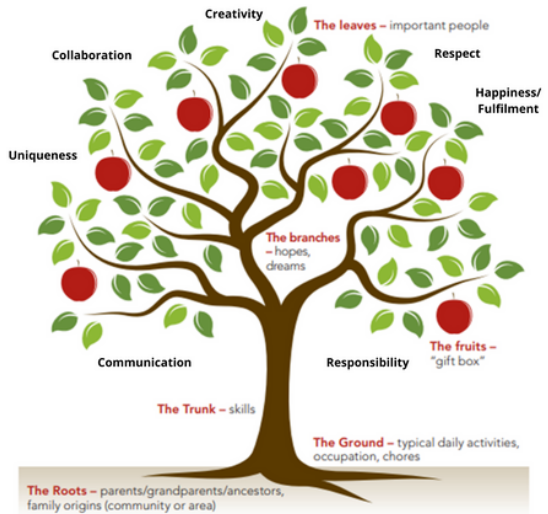 Creativity
The leaves – important people
Collaboration
Respect
Happiness/
Fulfilment
Uniqueness
The branches
– hopes,
dreams
The fruits –
"gift box"
Communication
Responsibility
The Trunk – skills
The Ground – typical daily activities,
occupation, chores
The Roots – parents/grandparents/ancestors,
family origins (community or area)